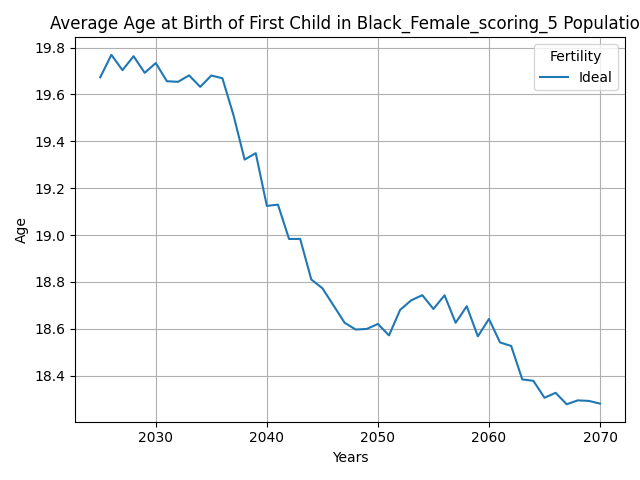 Average Age at Birth of First Child in Black_Female_scoring_5 Populatio
19.8
19.6
19.4
19.2
19.0
18.8
18.6
18.4
Age
Fertility
Ideal
2030 2040 2050 2060 2070
Years